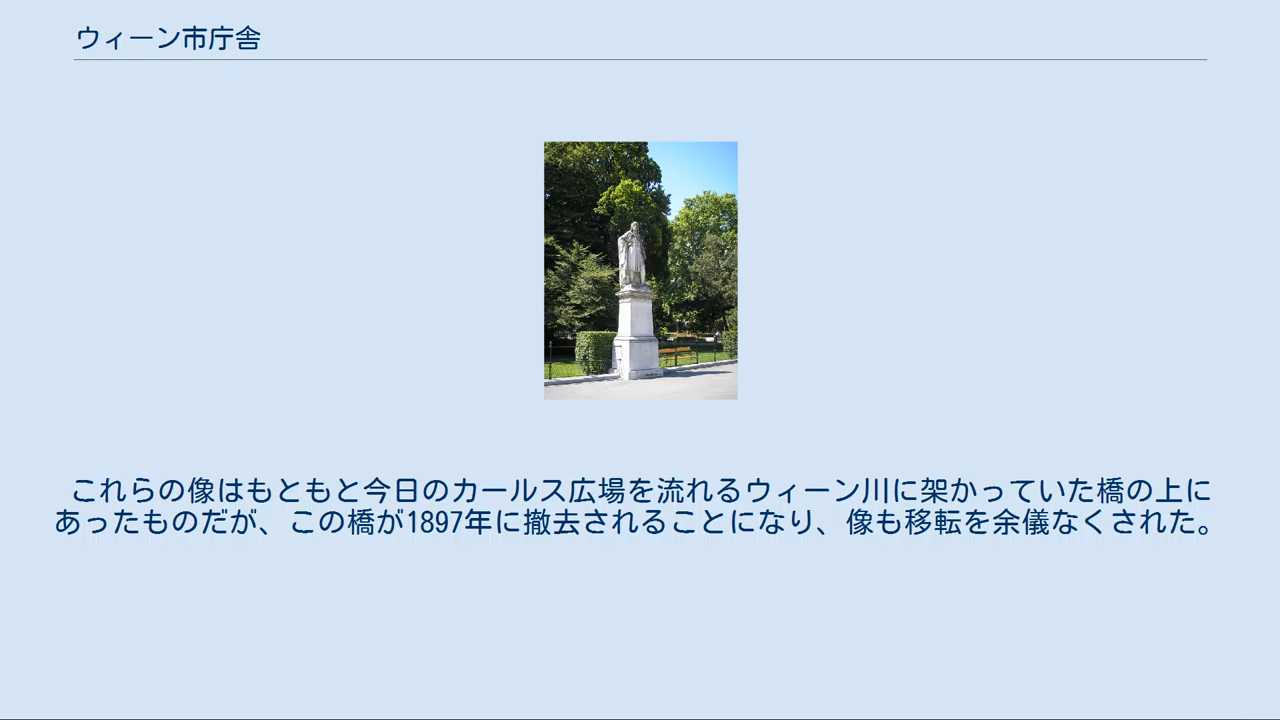 ウィーン市庁舎
これらの像はもともと今日のカールス広場を流れるウィーン川に架かっていた橋の上に
あったものだが、この橋が1897年に撤去されることになり、像も移転を余儀なくされた。